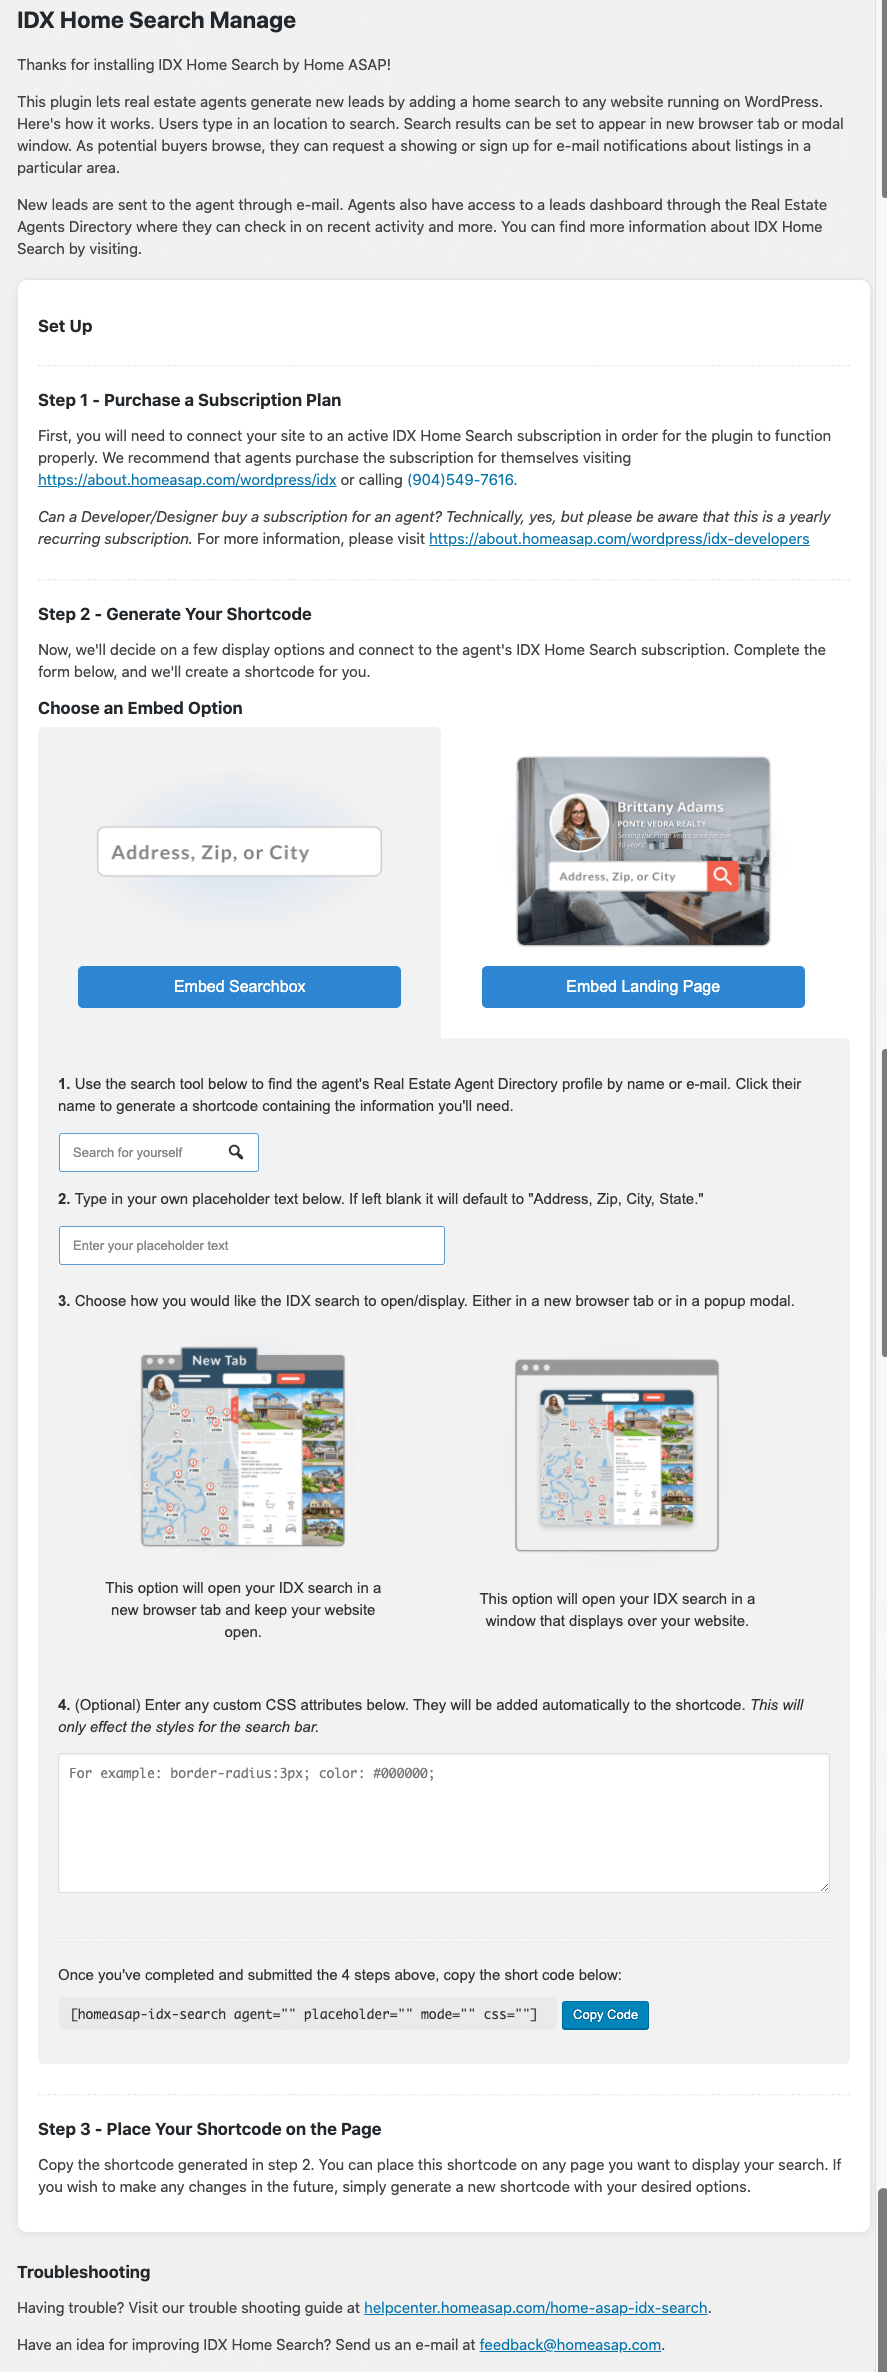 IDX Home Search Manage
Thanks for installing IDX Home Search by Home ASAP!
This plugin lets real estate agents generate new leads by adding a home search to any website running on WordPress.
Here's how it works. Users type in an location to search. Search results can be set to appear in new browser tab or modal
window. As potential buyers browse, they can request a showing or sign up for e-mail notifications about listings in a
particular area.
New leads are sent to the agent through e-mail. Agents also have access to a leads dashboard through the Real Estate
Agents Directory where they can check in on recent activity and more. You can find more information about IDX Home
Search by visiting.
Set Up
Step 1 - Purchase a Subscription Plan
First, you will need to connect your site to an active IDX Home Search subscription in order for the plugin to function
properly. We recommend that agents purchase the subscription for themselves visiting
https://about.homeasap.com/wordpress/idx or calling (904)549-7616.
Can a Developer/Designer buy a subscription for an agent? Technically, yes, but please be aware that this is a yearly
recurring subscription. For more information, please visit https://about.homeasap.com/wordpress/idx-developers
Step 2 - Generate Your Shortcode
Now, we'll decide on a few display options and connect to the agent's IDX Home Search subscription. Complete the
form below, and we'll create a shortcode for you.
Choose an Embed Option
Address, Zip, or City
Embed Searchbox
Brittany Adams
PONTE VEDRA REALTY
Serving the Ponte Vedra area for over
10 years!
Address, Zip, or City
Embed Landing Page
1. Use the search tool below to find the agent's Real Estate Agent Directory profile by name or e-mail. Click their
name to generate a shortcode containing the information you'll need.
Search for yourself
2. Type in your own placeholder text below. If left blank it will default to "Address, Zip, City, State."
Enter your placeholder text
3. Choose how you would like the IDX search to open/display. Either in a new browser tab or in a popup modal.
New Tab
This option will open your IDX search in a
new browser tab and keep your website
open.
This option will open your IDX search in a
window that displays over your website.
4. (Optional) Enter any custom CSS attributes below. They will be added automatically to the shortcode. This will
only effect the styles for the search bar.
For example: border-radius:3px; color: #000000;
Once you've completed and submitted the 4 steps above, copy the short code below:
[homeasap-idx-search agent="" placeholder="" mode="" css=""]
Copy Code
Step 3 - Place Your Shortcode on the Page
Copy the shortcode generated in step 2. You can place this shortcode on any page you want to display your search. If
you wish to make any changes in the future, simply generate a new shortcode with your desired options.
Troubleshooting
Having trouble? Visit our trouble shooting guide at helpcenter.homeasap.com/home-asap-idx-search.
Have an idea for improving IDX Home Search? Send us an e-mail at feedback@homeasap.com.